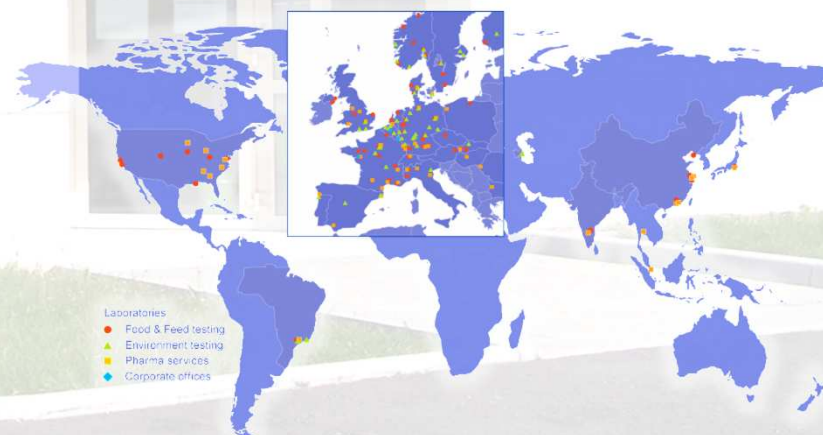 Laboratories
Food & Feed testing
Environment testing
Pharma services
Corporate offices